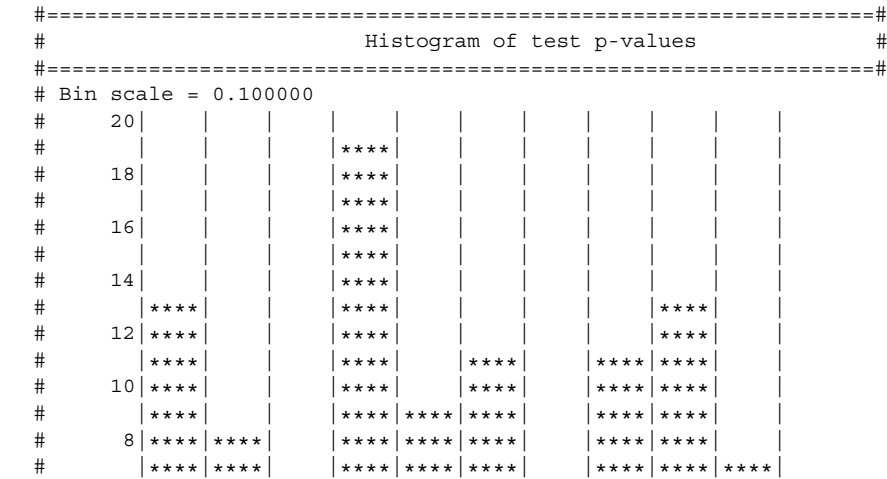 #=================================================================#
#                         Histogram of test p-values              #
#=================================================================#
# Bin scale = 0.100000
#     20|    |    |    |    |    |    |    |    |    |    |
#       |    |    |    |****|    |    |    |    |    |    |
#     18|    |    |    |****|    |    |    |    |    |    |
#       |    |    |    |****|    |    |    |    |    |    |
#     16|    |    |    |****|    |    |    |    |    |    |
#       |    |    |    |****|    |    |    |    |    |    |
#     14|    |    |    |****|    |    |    |    |    |    |
#       |****|    |    |****|    |    |    |    |****|    |
#     12|****|    |    |****|    |    |    |    |****|    |
#       |****|    |    |****|    |****|    |****|****|    |
#     10|****|    |    |****|    |****|    |****|****|    |
#       |****|    |    |****|****|****|    |****|****|    |
#      8|****|****|    |****|****|****|    |****|****|    |
#       |****|****|    |****|****|****|    |****|****|****|